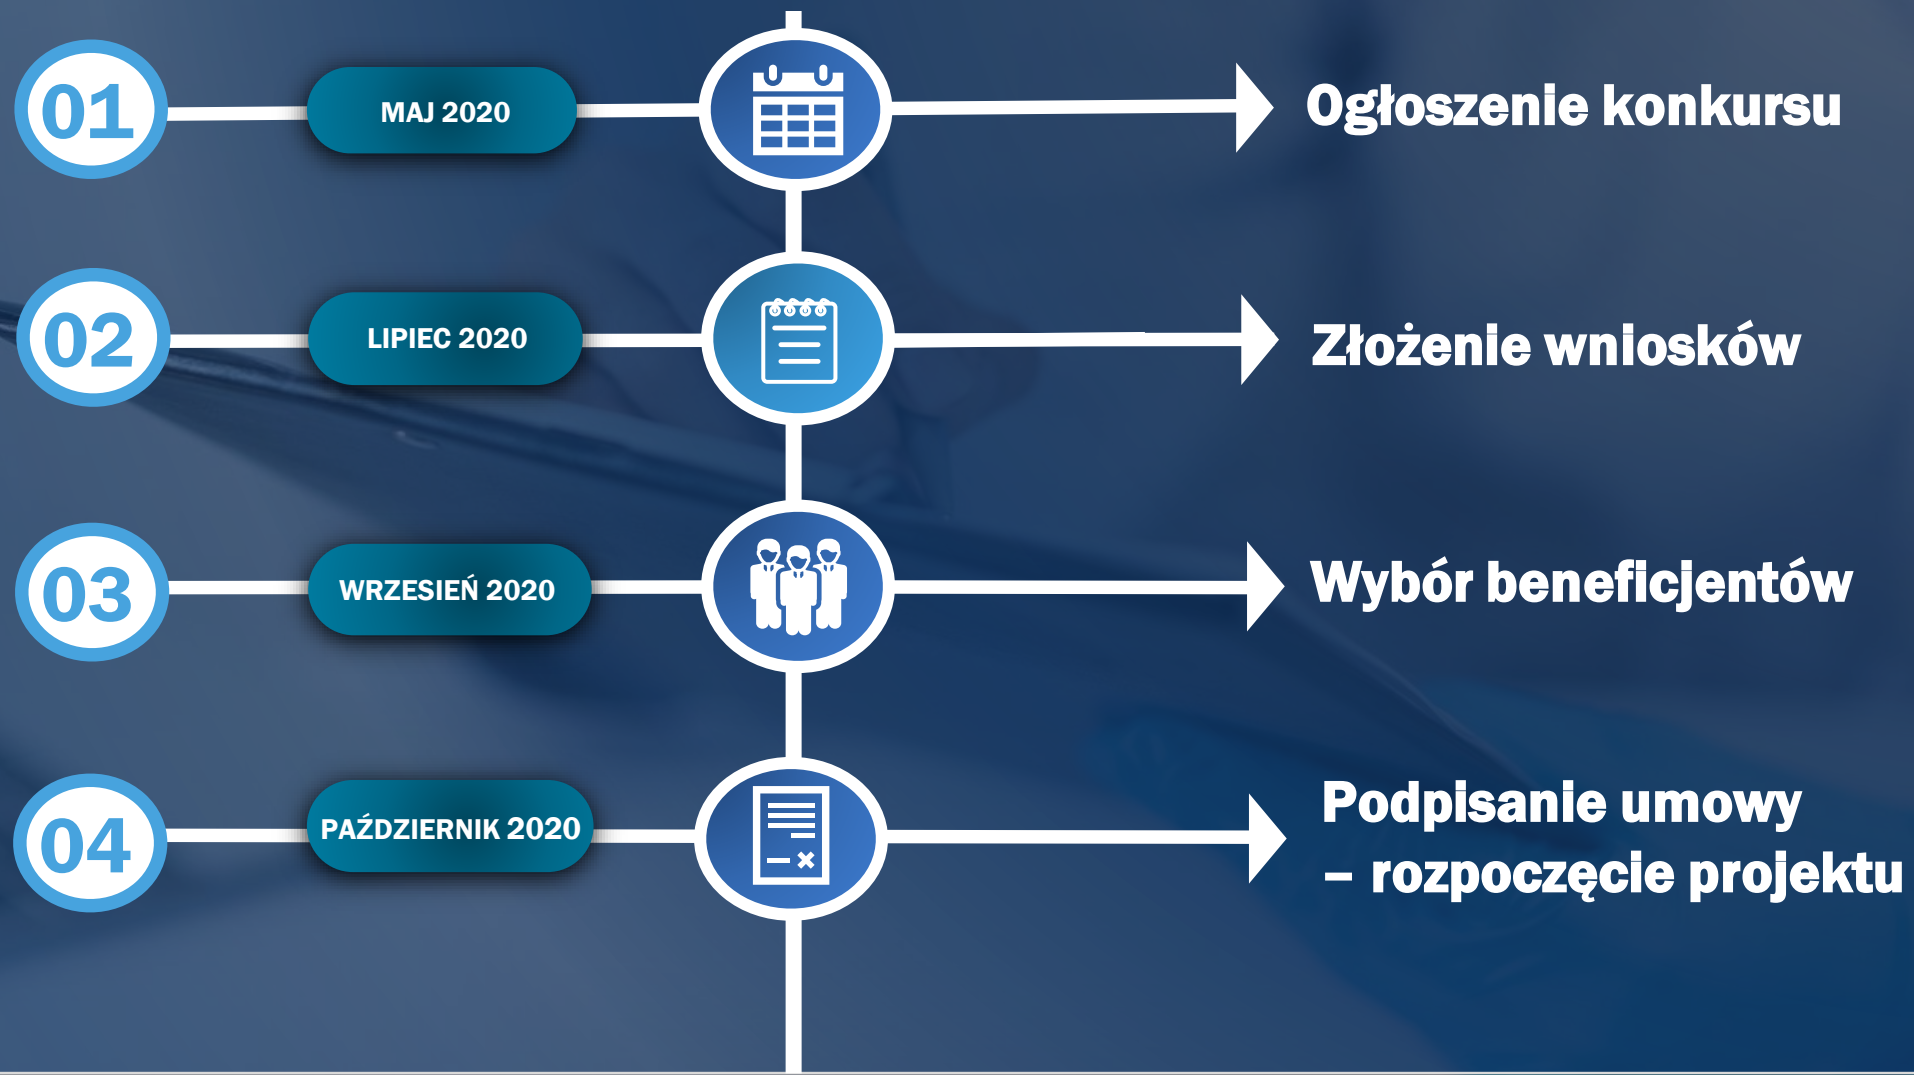 01
MAJ 2020
Ogłoszenie konkursu
02
LIPIEC 2020
Złożenie wniosków
03
WRZESIEŃ 2020
Wybór beneficjentów
04
PAŹDZIERNIK 2020
Podpisanie umowy
– rozpoczęcie projektu